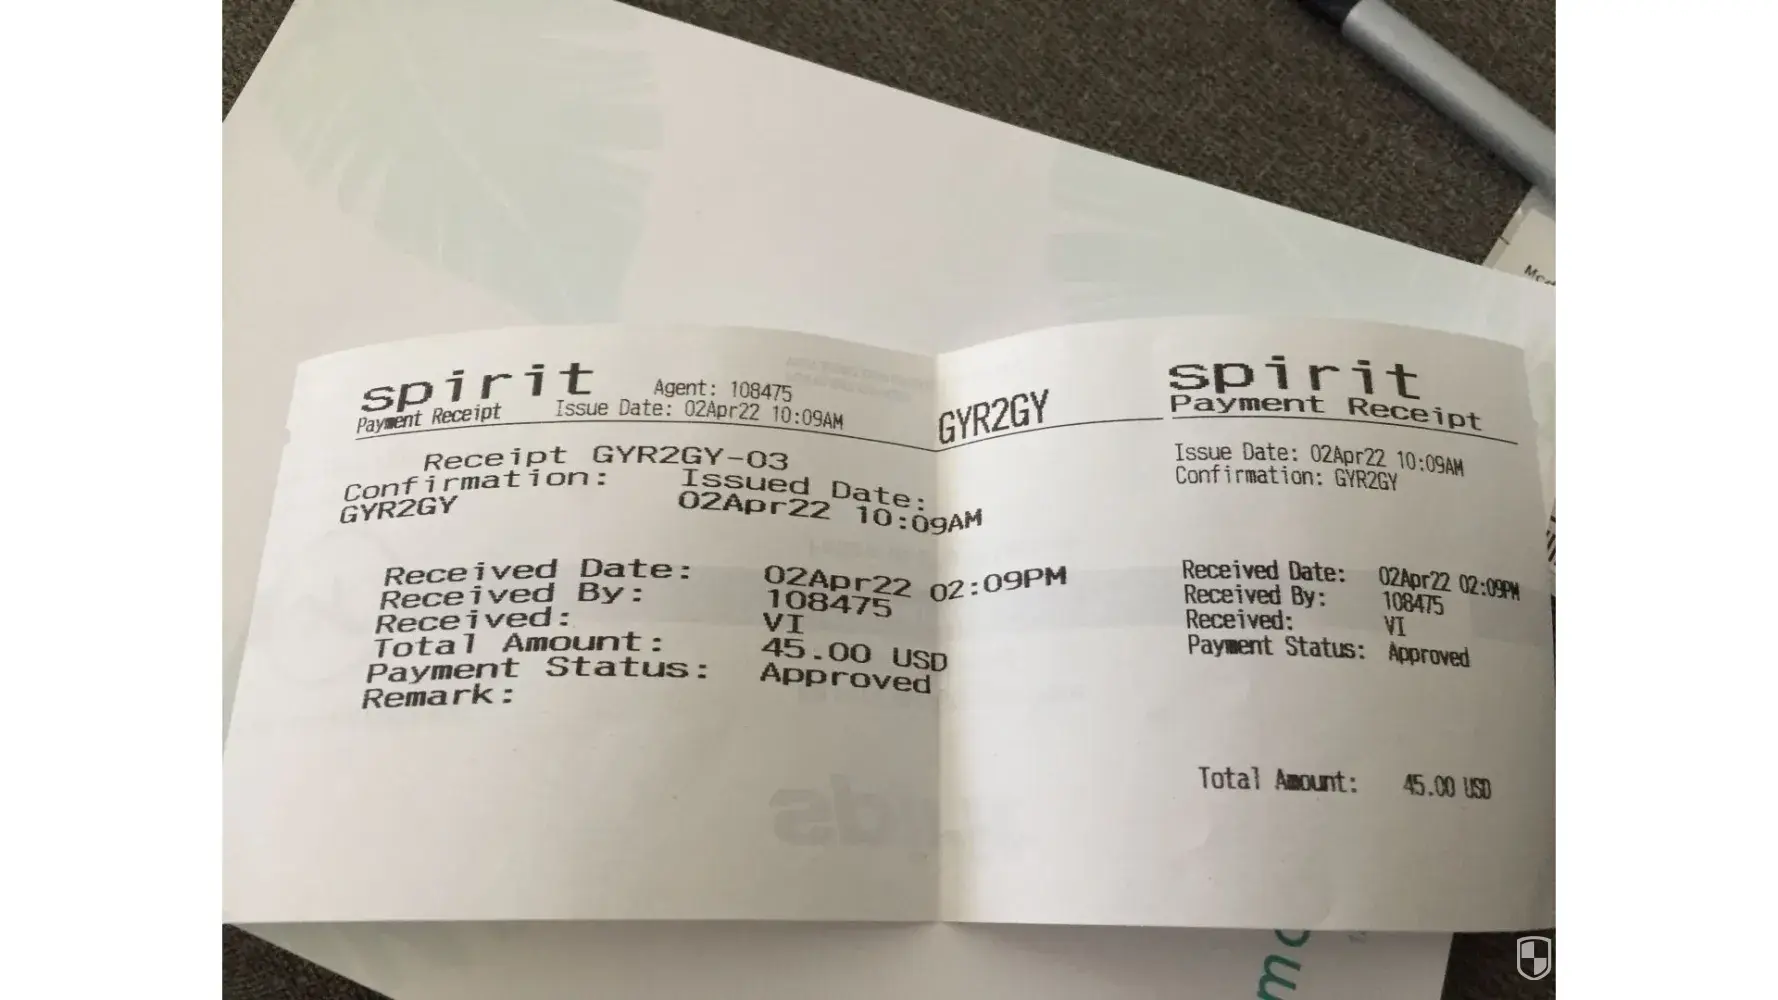 spirit
Agent: 108475
Payment Receipt
Issue Date: 02Apr22 10:09AM
GYR2GY
Receipt GYR2GY-03
Confirmation:
Issued Date:
GYR2GY
02Apr22 10:09AM
Received Date: 02Apr22 02:09PM
Received By: 108475
Received: VI
Total Amount: 45.00 USD
Payment Status: Approved
Remark:
spirit
Payment Receipt
Issue Date: 02Apr22 10:09AM
Confirmation: GYR2GY
Received Date: 02Apr22 02:09PM
Received By: 108475
Received: VI
Payment Status: Approved
Total Amount: 45.00 USD